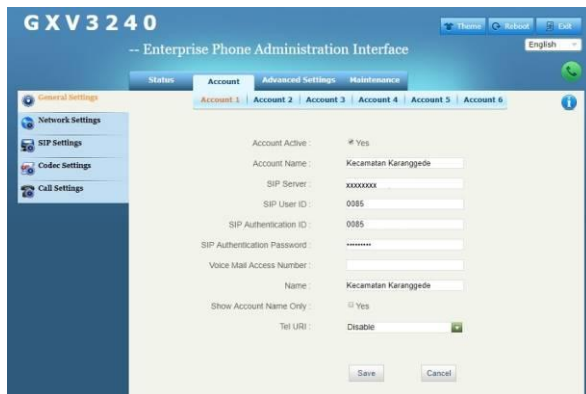 GXV3240
Theme Reboot Exit
-- Enterprise Phone Administration Interface
English
Status Account Advanced Settings Maintenance
General Settings
Account 1 Account 2 Account 3 Account 4 Account 5 Account 6
Network Settings
SIP Settings
Codec Settings
Call Settings
Account Active : Yes
Account Name : Kecamatan Karanggede
SIP Server : xxxxxxxx
SIP User ID : 0085
SIP Authentication ID : 0085
SIP Authentication Password : •••••••••
Voice Mail Access Number :
Name : Kecamatan Karanggede
Show Account Name Only : Yes
Tel URI : Disable
Save Cancel